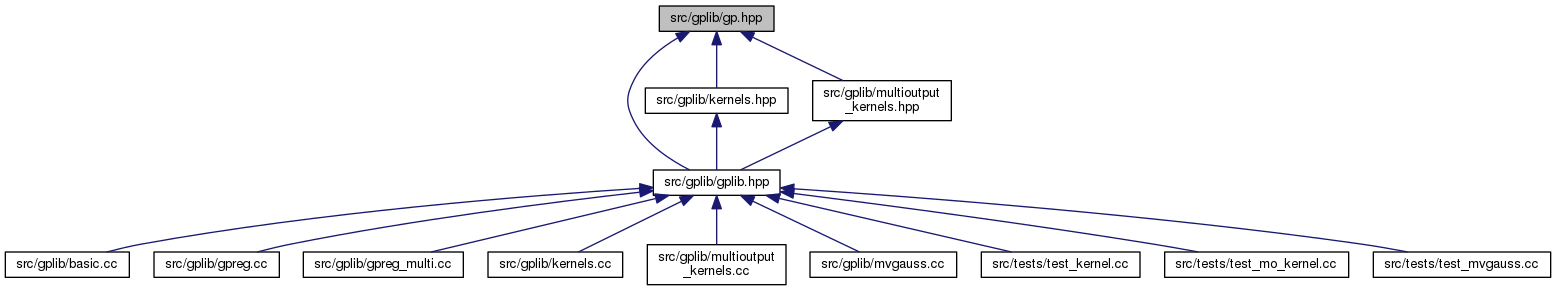 src/gplib/gp.hpp
src/gplib/kernels.hpp
src/gplib/multioutput
_kernels.hpp
src/gplib/gplib.hpp
src/gplib/basic.cc
src/gplib/gpreg.cc
src/gplib/gpreg_multi.cc
src/gplib/kernels.cc
src/gplib/multioutput
_kernels.cc
src/gplib/mvgauss.cc
src/tests/test_kernel.cc
src/tests/test_mo_kernel.cc
src/tests/test_mvgauss.cc